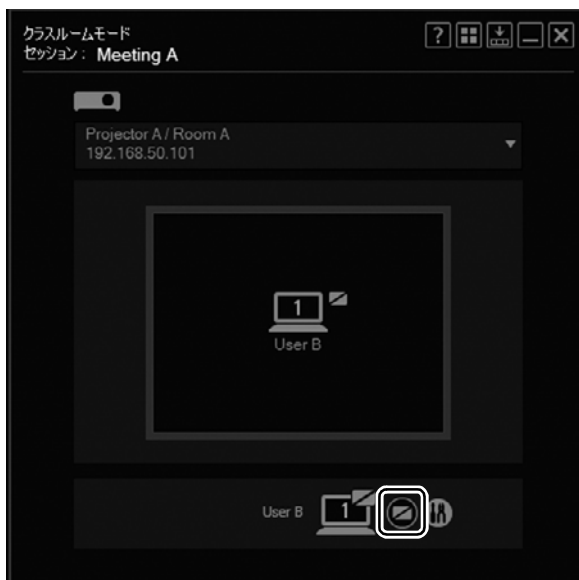 クラスルームモード
セッション： Meeting A
?
Projector A / Room A
192.168.50.101
1
User B
User B
1